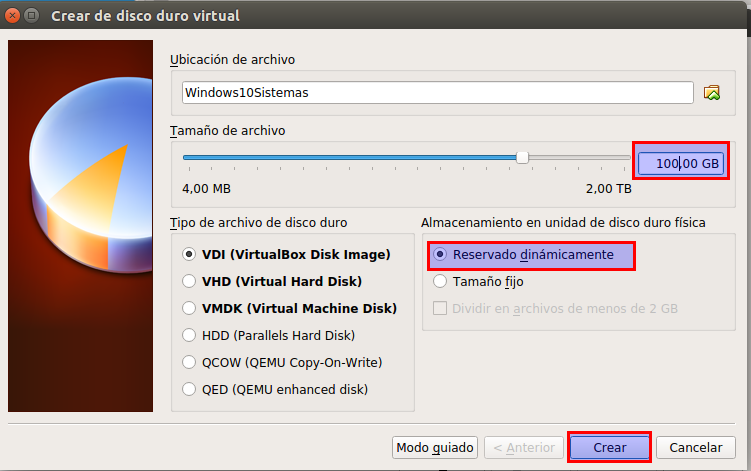 Crear de disco duro virtual
Ubicación de archivo
Windows10Sistemas
Tamaño de archivo
100,00 GB
4,00 MB 2,00 TB
Tipo de archivo de disco duro
VDI (VirtualBox Disk Image)
VHD (Virtual Hard Disk)
VMDK (Virtual Machine Disk)
HDD (Parallels Hard Disk)
QCOW (QEMU Copy-On-Write)
QED (QEMU enhanced disk)
Almacenamiento en unidad de disco duro física
Reservado dinámicamente
Tamaño fijo
Dividir en archivos de menos de 2 GB
Modo guiado < Anterior Crear Cancelar